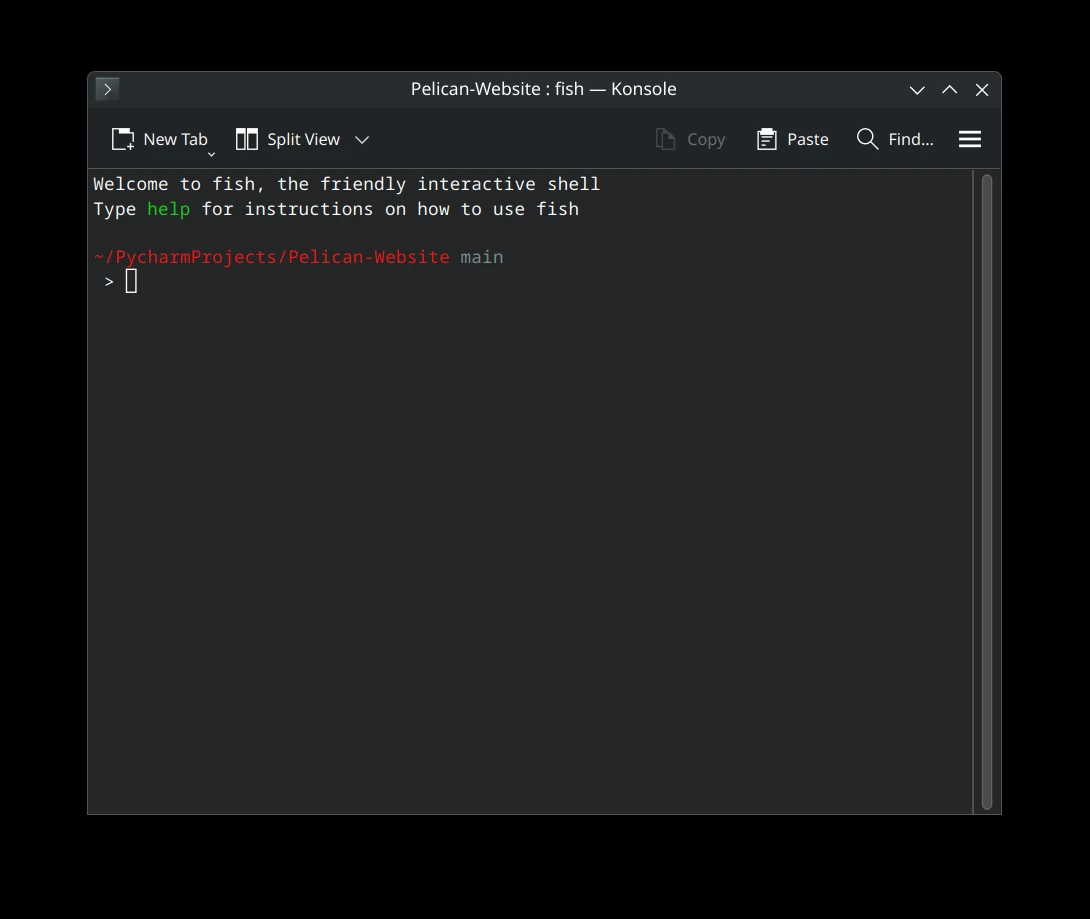 Pelican-Website : fish — Konsole
New Tab Split View Copy Paste Find...
Welcome to fish, the friendly interactive shell
Type help for instructions on how to use fish
~/PycharmProjects/Pelican-Website main
>